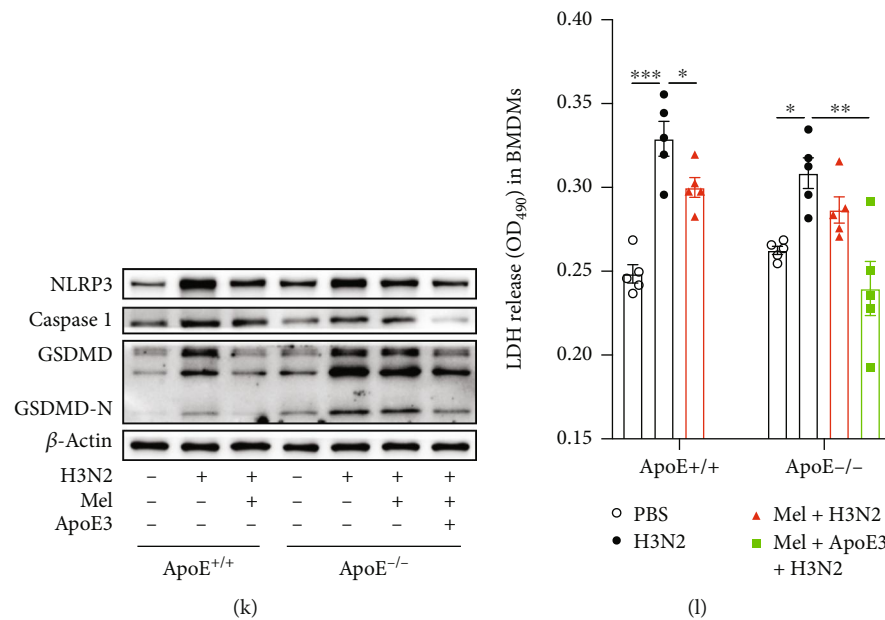 NLRP3
Caspase 1
GSDMD
GSDMD-N
β-Actin
H3N2 – + + – + + +
Mel – – + – – + +
ApoE3 – – – – – – +
ApoE+/+ ApoE−/−
(k)
LDH release (OD490) in BMDMs
0.40
0.35
0.30
0.25
0.20
0.15
*** *
* **
ApoE+/+ ApoE−/−
PBS
H3N2
Mel + H3N2
Mel + ApoE3
+ H3N2
(l)